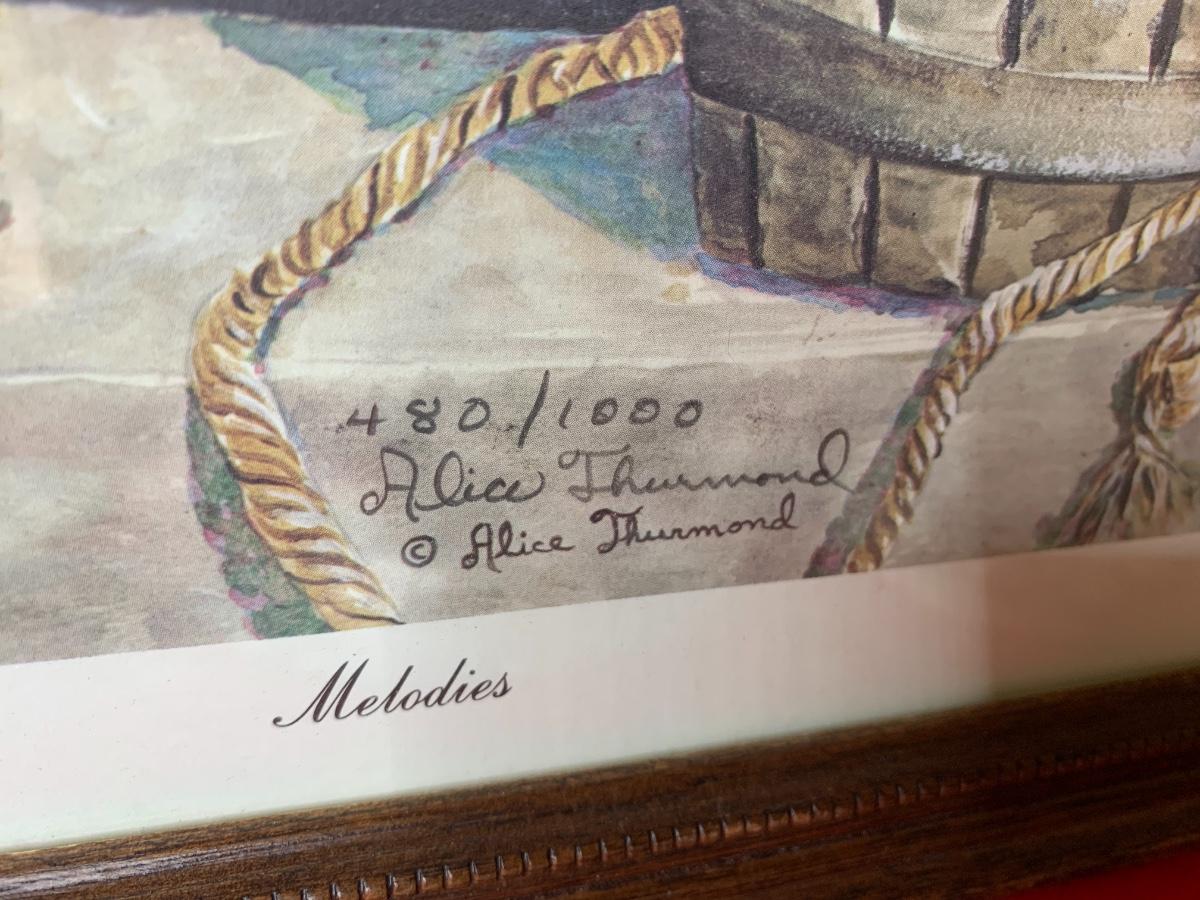 480/1000
Alice Thurmond
© Alice Thurmond
Melodies